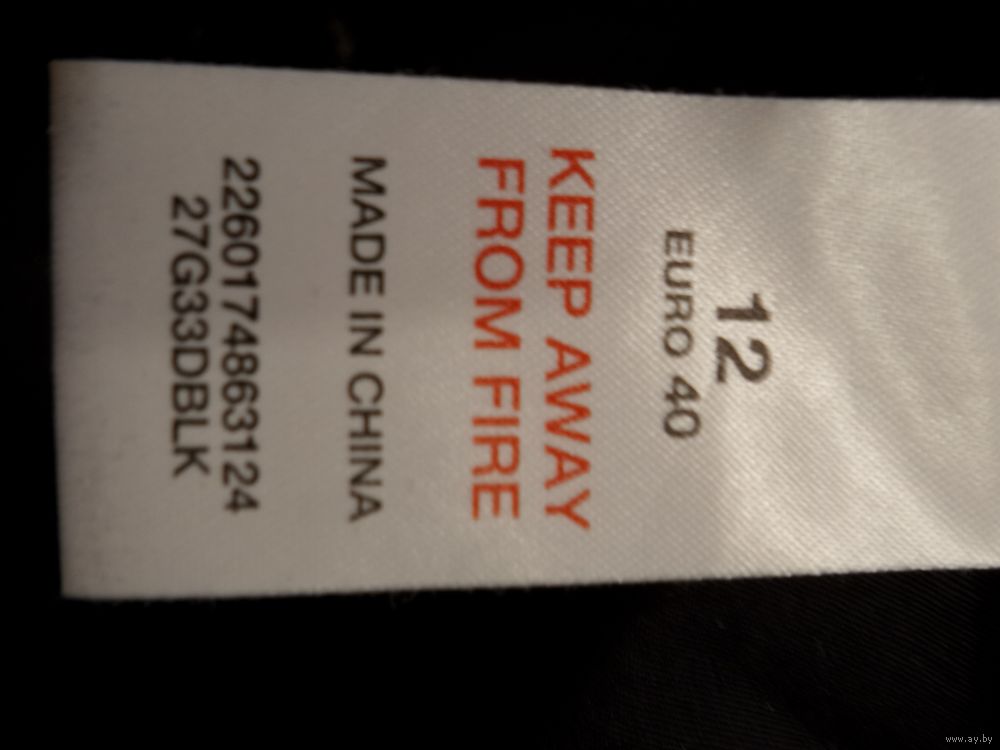 12
EURO 40
KEEP AWAY
FROM FIRE
MADE IN CHINA
2260174863124
27G33DBLK
www.ay.by